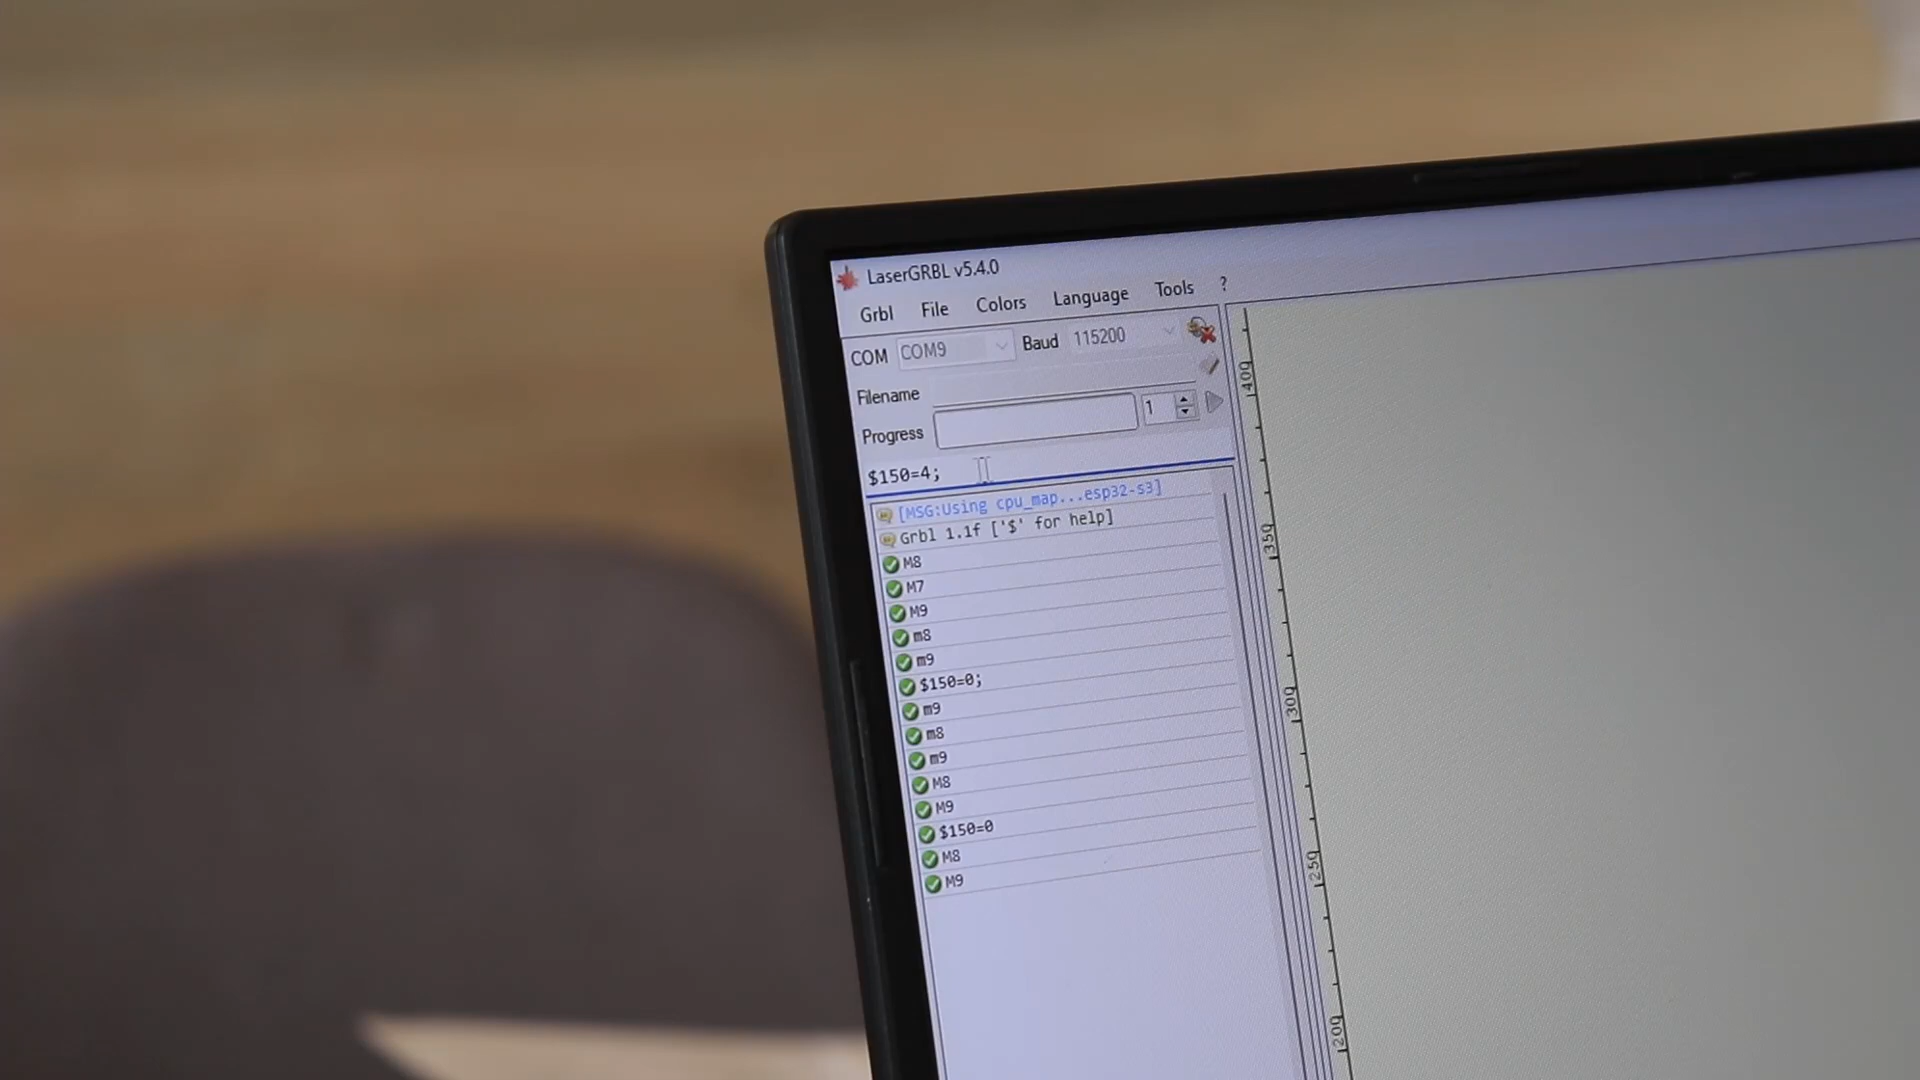 LaserGRBL v5.4.0
Grbl File Colors Language Tools ?
COM COM9 Baud 115200
Filename
Progress 1
$150=4;
[MSG:Using cpu_map...esp32-s3]
Grbl 1.1f ['$' for help]
M8
M7
M9
m8
m9
$150=0;
m9
m8
m9
M8
M9
$150=0
M8
M9
400
350
300
250
200